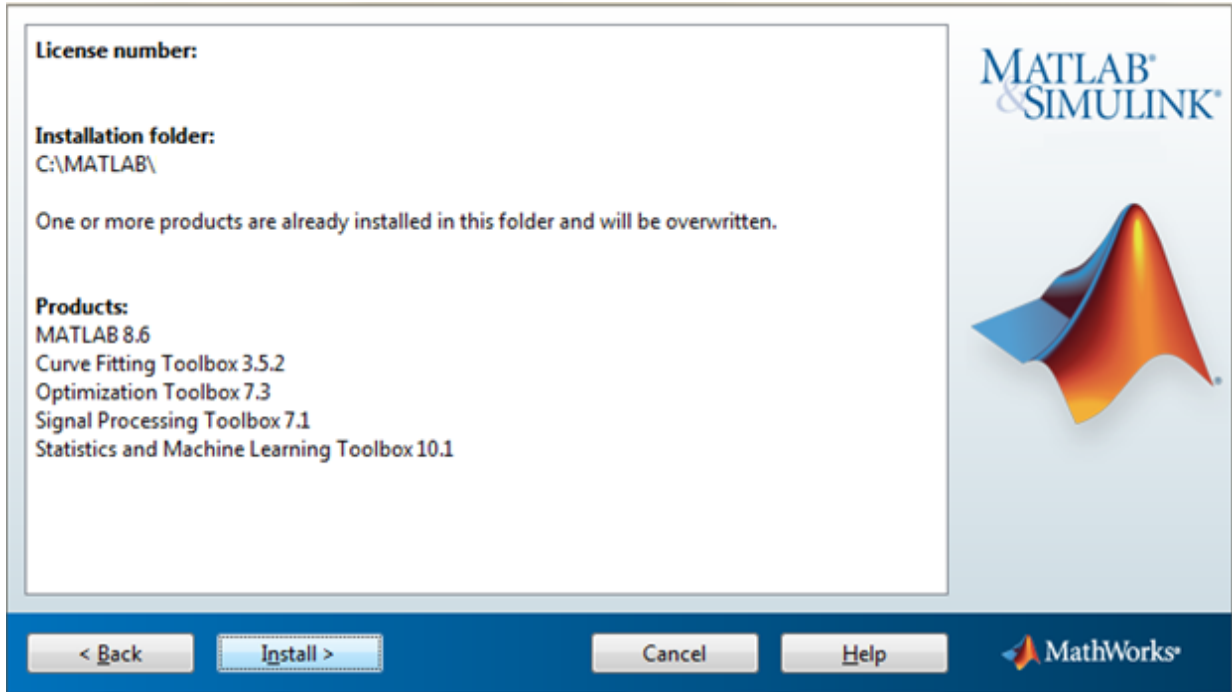 License number:
Installation folder:
C:\MATLAB\
One or more products are already installed in this folder and will be overwritten.
Products:
MATLAB 8.6
Curve Fitting Toolbox 3.5.2
Optimization Toolbox 7.3
Signal Processing Toolbox 7.1
Statistics and Machine Learning Toolbox 10.1
MATLAB®
&SIMULINK®
®
< Back
Install >
Cancel
Help
MathWorks®